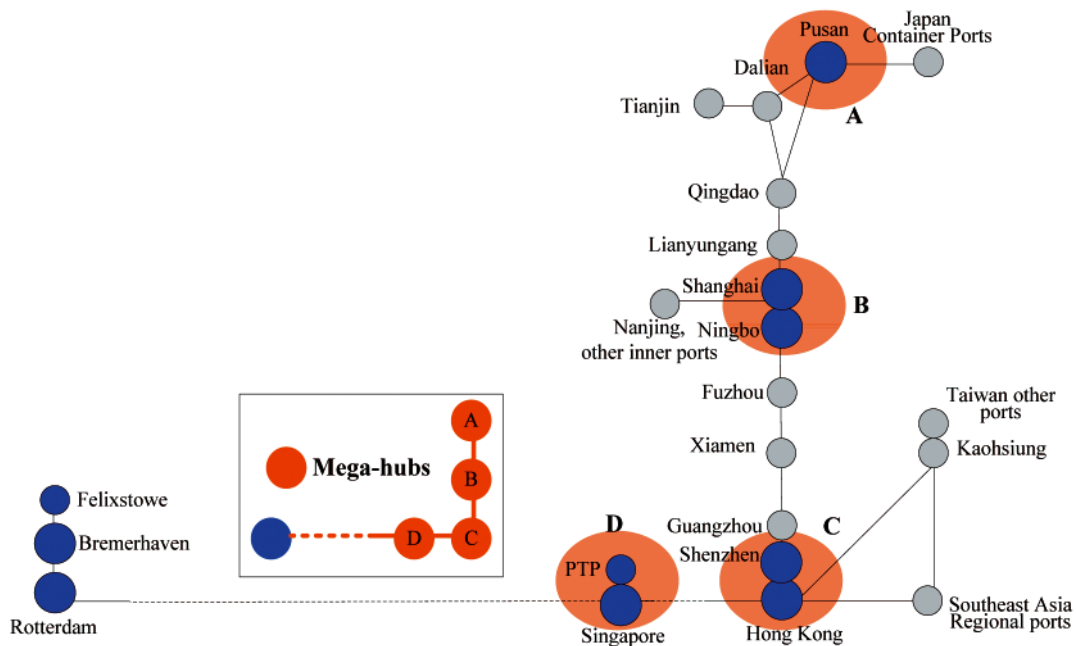 Pusan
Japan
Container Ports
Dalian
Tianjin
A
Qingdao
Lianyungang
Shanghai
B
Nanjing,
other inner ports
Ningbo
Fuzhou
Taiwan other
ports
Xiamen
Kaohsiung
A
Mega-hubs
B
D
C
Felixstowe
Bremerhaven
Rotterdam
D
PTP
Singapore
Guangzhou
C
Shenzhen
Hong Kong
Southeast Asia
Regional ports